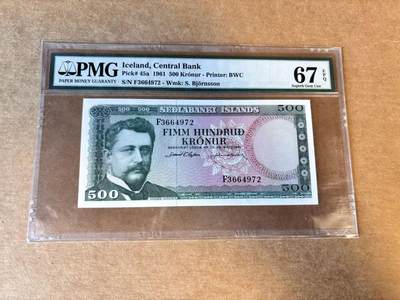 PMG
PAPER MONEY GUARANTY
Iceland, Central Bank
Pick# 45a 1961 500 Krónur - Printer: BWC
S/N F3664972 - Wmk: S. Björnsson
67 EPQ
Superb Gem Unc
500 500 SEÐLABANKI ÍSLANDS 500
F3664972
FIMM HUNDRUÐ
KRÓNUR
F3664972
500 500